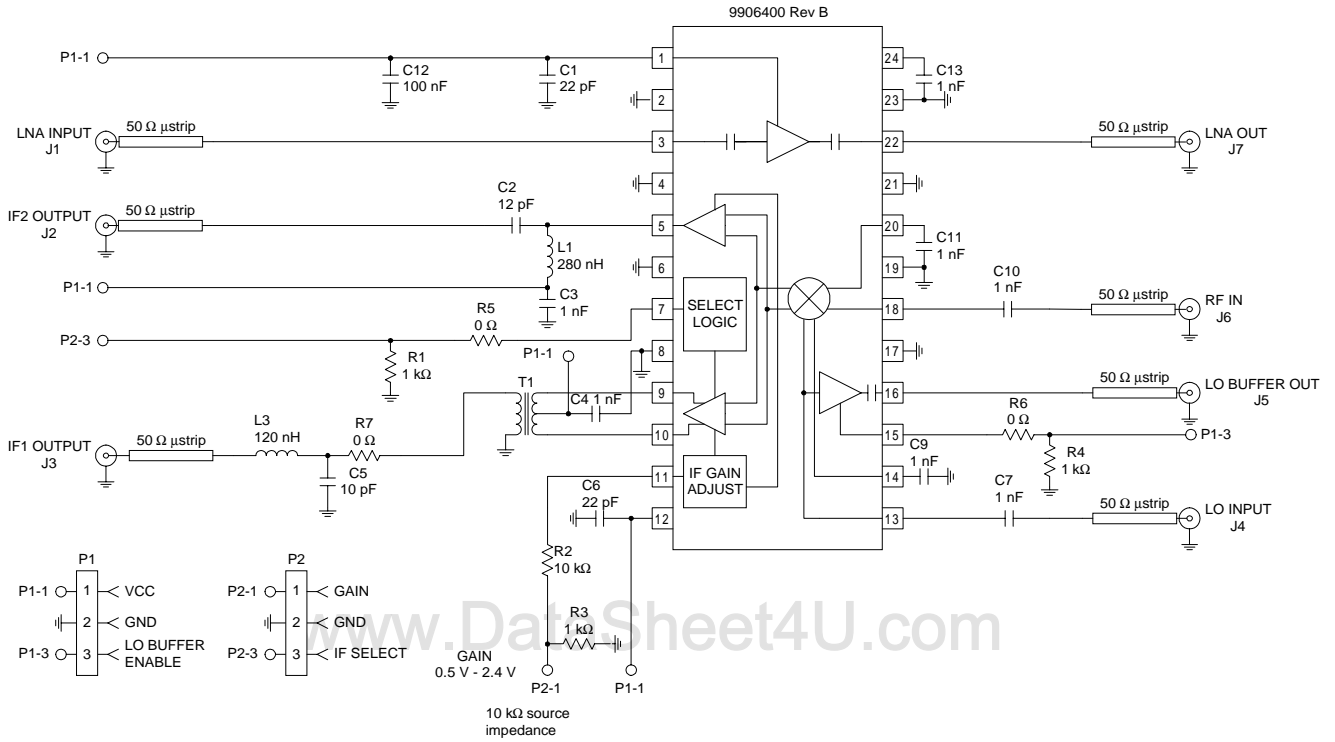 9906400 Rev B
P1-1
C12
100 nF
C1
22 pF
1
24
C13
1 nF
2
23
LNA INPUT
J1
50 Ω µstrip
3
22
50 Ω µstrip
LNA OUT
J7
4
21
IF2 OUTPUT
J2
50 Ω µstrip
C2
12 pF
5
20
C11
1 nF
L1
280 nH
6
19
P1-1
C3
1 nF
7
SELECT
LOGIC
18
C10
1 nF
50 Ω µstrip
RF IN
J6
P2-3
R5
0 Ω
R1
1 kΩ
P1-1
8
17
T1
C4 1 nF
9
16
50 Ω µstrip
LO BUFFER OUT
J5
10
15
R6
0 Ω
P1-3
R4
1 kΩ
IF1 OUTPUT
J3
50 Ω µstrip
L3
120 nH
R7
0 Ω
C5
10 pF
11
IF GAIN
ADJUST
14
C9
1 nF
C6
22 pF
12
13
C7
1 nF
50 Ω µstrip
LO INPUT
J4
R2
10 kΩ
R3
1 kΩ
GAIN
0.5 V - 2.4 V
P2-1
P1-1
10 kΩ source
impedance
P1
P1-1
1
VCC
2
GND
P1-3
3
LO BUFFER
ENABLE
P2
P2-1
1
GAIN
2
GND
P2-3
3
IF SELECT
www.DataSheet4U.com